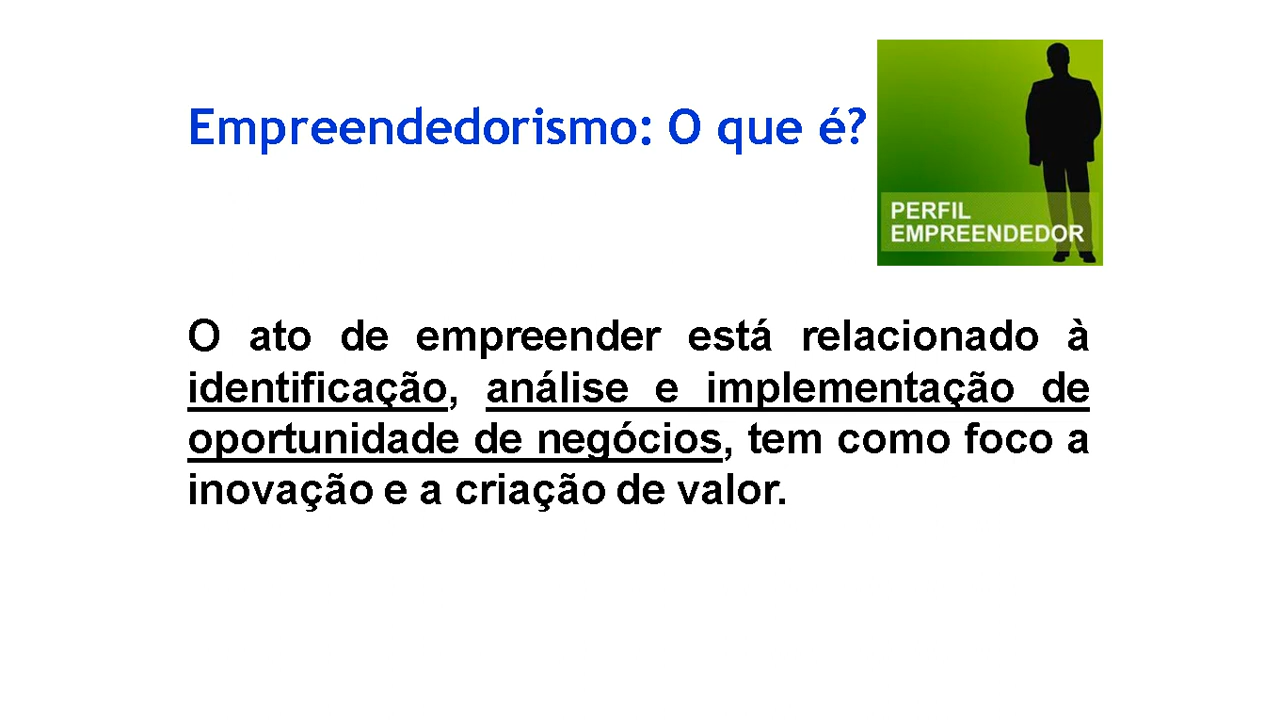 Empreendedorismo: O que é?
PERFIL
EMPREENDEDOR
O ato de empreender está relacionado à
identificação, análise e implementação de
oportunidade de negócios, tem como foco a
inovação e a criação de valor.